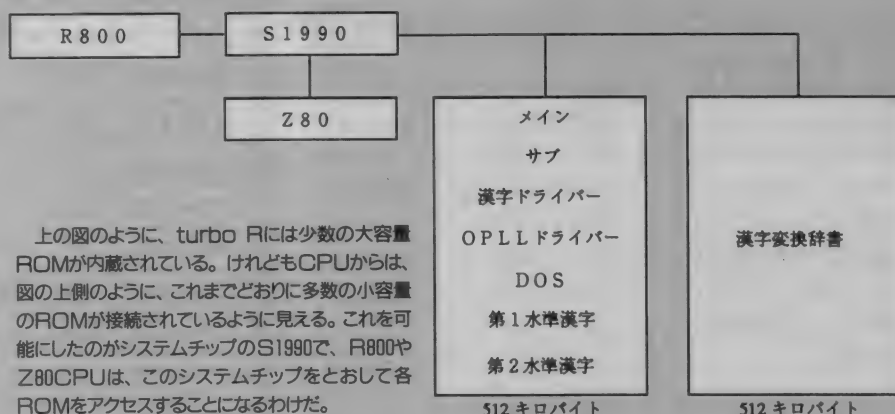 R800
S1990
Z80
メイン
サブ
漢字ドライバー
OPLLドライバー
DOS
第1水準漢字
第2水準漢字
512キロバイト
漢字変換辞書
512キロバイト
上の図のように、turbo Rには少数の大容量
ROMが内蔵されている。けれどもCPUからは、
図の上側のように、これまでどおりに多数の小容量
のROMが接続されているように見える。これを可
能にしたのがシステムチップのS1990で、R800や
Z80CPUは、このシステムチップをとおして各
ROMをアクセスすることになるわけだ。